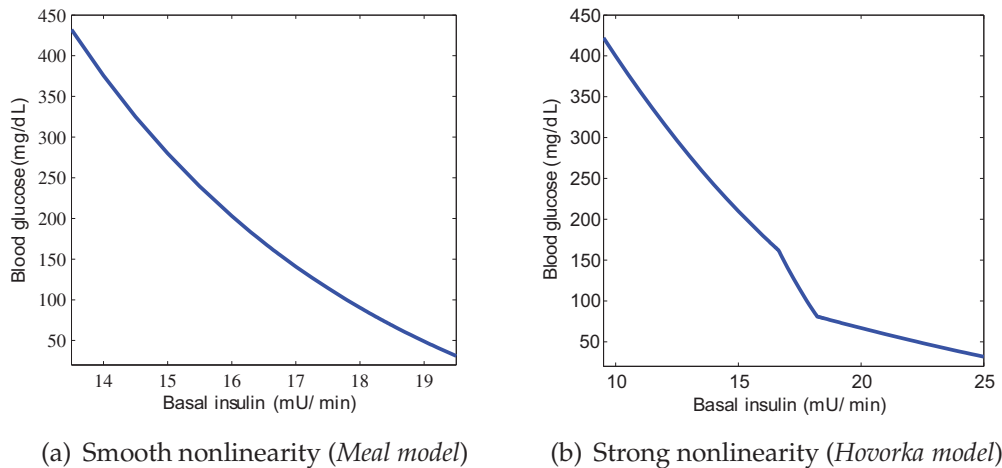 450
400
350
300
250
200
150
100
50
14 15 16 17 18 19
Blood glucose (mg/dL)
Basal insulin (mU/ min)
(a) Smooth nonlinearity (Meal model)
450
400
350
300
250
200
150
100
50
10 15 20 25
Blood glucose (mg/dL)
Basal insulin (mU/ min)
(b) Strong nonlinearity (Hovorka model)